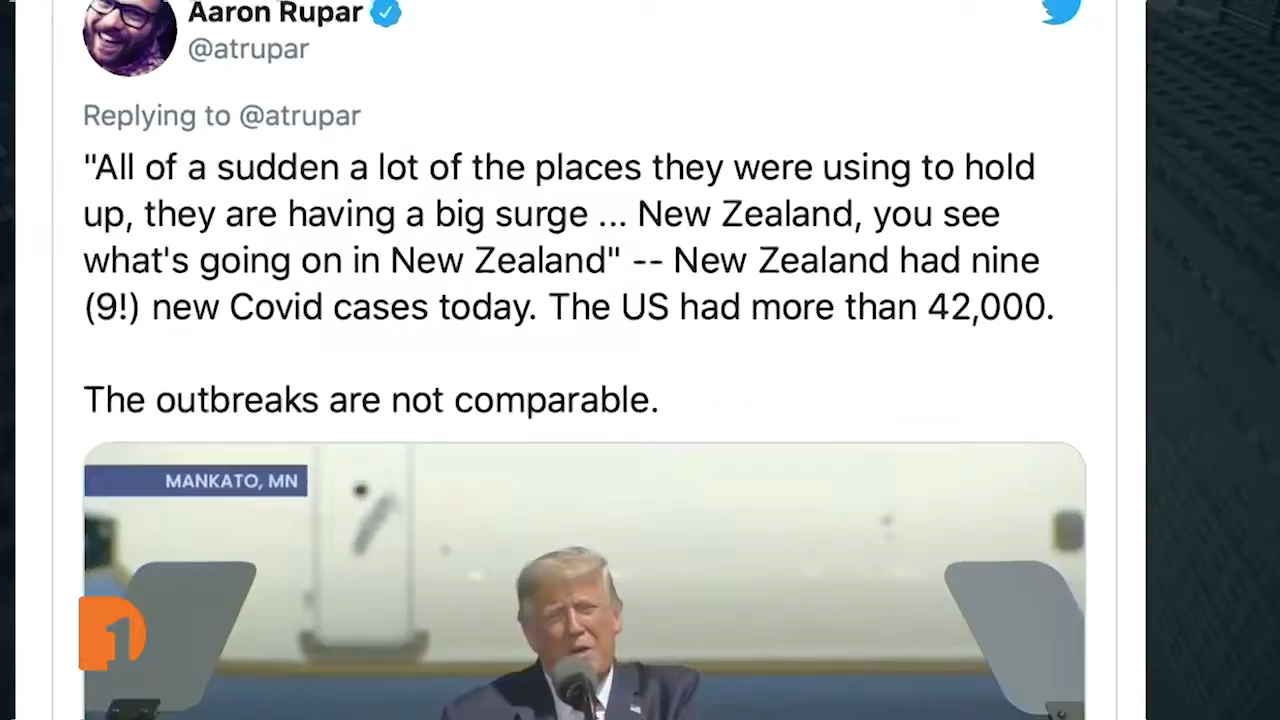 Aaron Rupar
@atrupar
Replying to @atrupar
"All of a sudden a lot of the places they were using to hold
up, they are having a big surge ... New Zealand, you see
what's going on in New Zealand" -- New Zealand had nine
(9!) new Covid cases today. The US had more than 42,000.
The outbreaks are not comparable.
MANKATO, MN
1